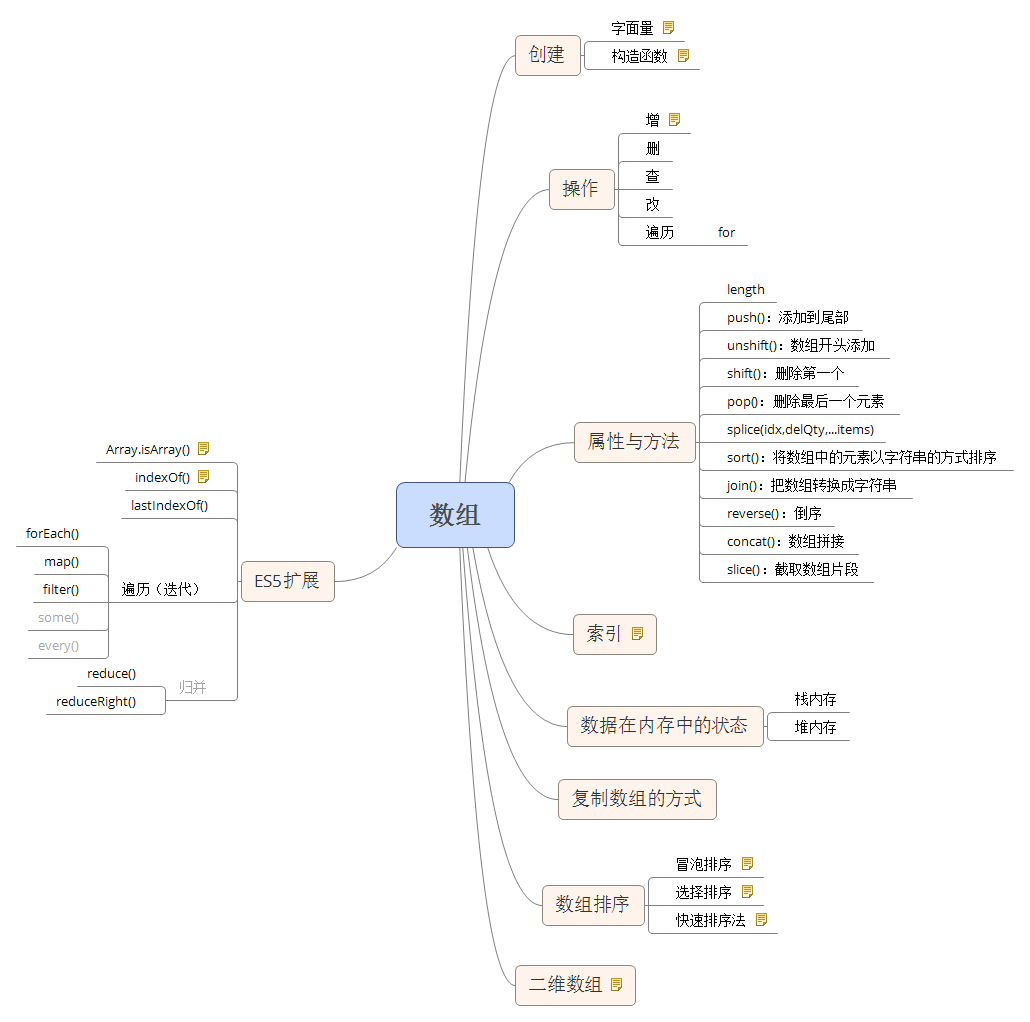 数组
创建
字面量
构造函数
操作
增
删
查
改
遍历 for
属性与方法
length
push()：添加到尾部
unshift()：数组开头添加
shift()：删除第一个
pop()：删除最后一个元素
splice(idx,delQty,...items)
sort()：将数组中的元素以字符串的方式排序
join()：把数组转换成字符串
reverse()：倒序
concat()：数组拼接
slice()：截取数组片段
索引
数据在内存中的状态
栈内存
堆内存
复制数组的方式
数组排序
冒泡排序
选择排序
快速排序法
二维数组
ES5扩展
Array.isArray()
indexOf()
lastIndexOf()
遍历（迭代）
forEach()
map()
filter()
some()
every()
归并
reduce()
reduceRight()